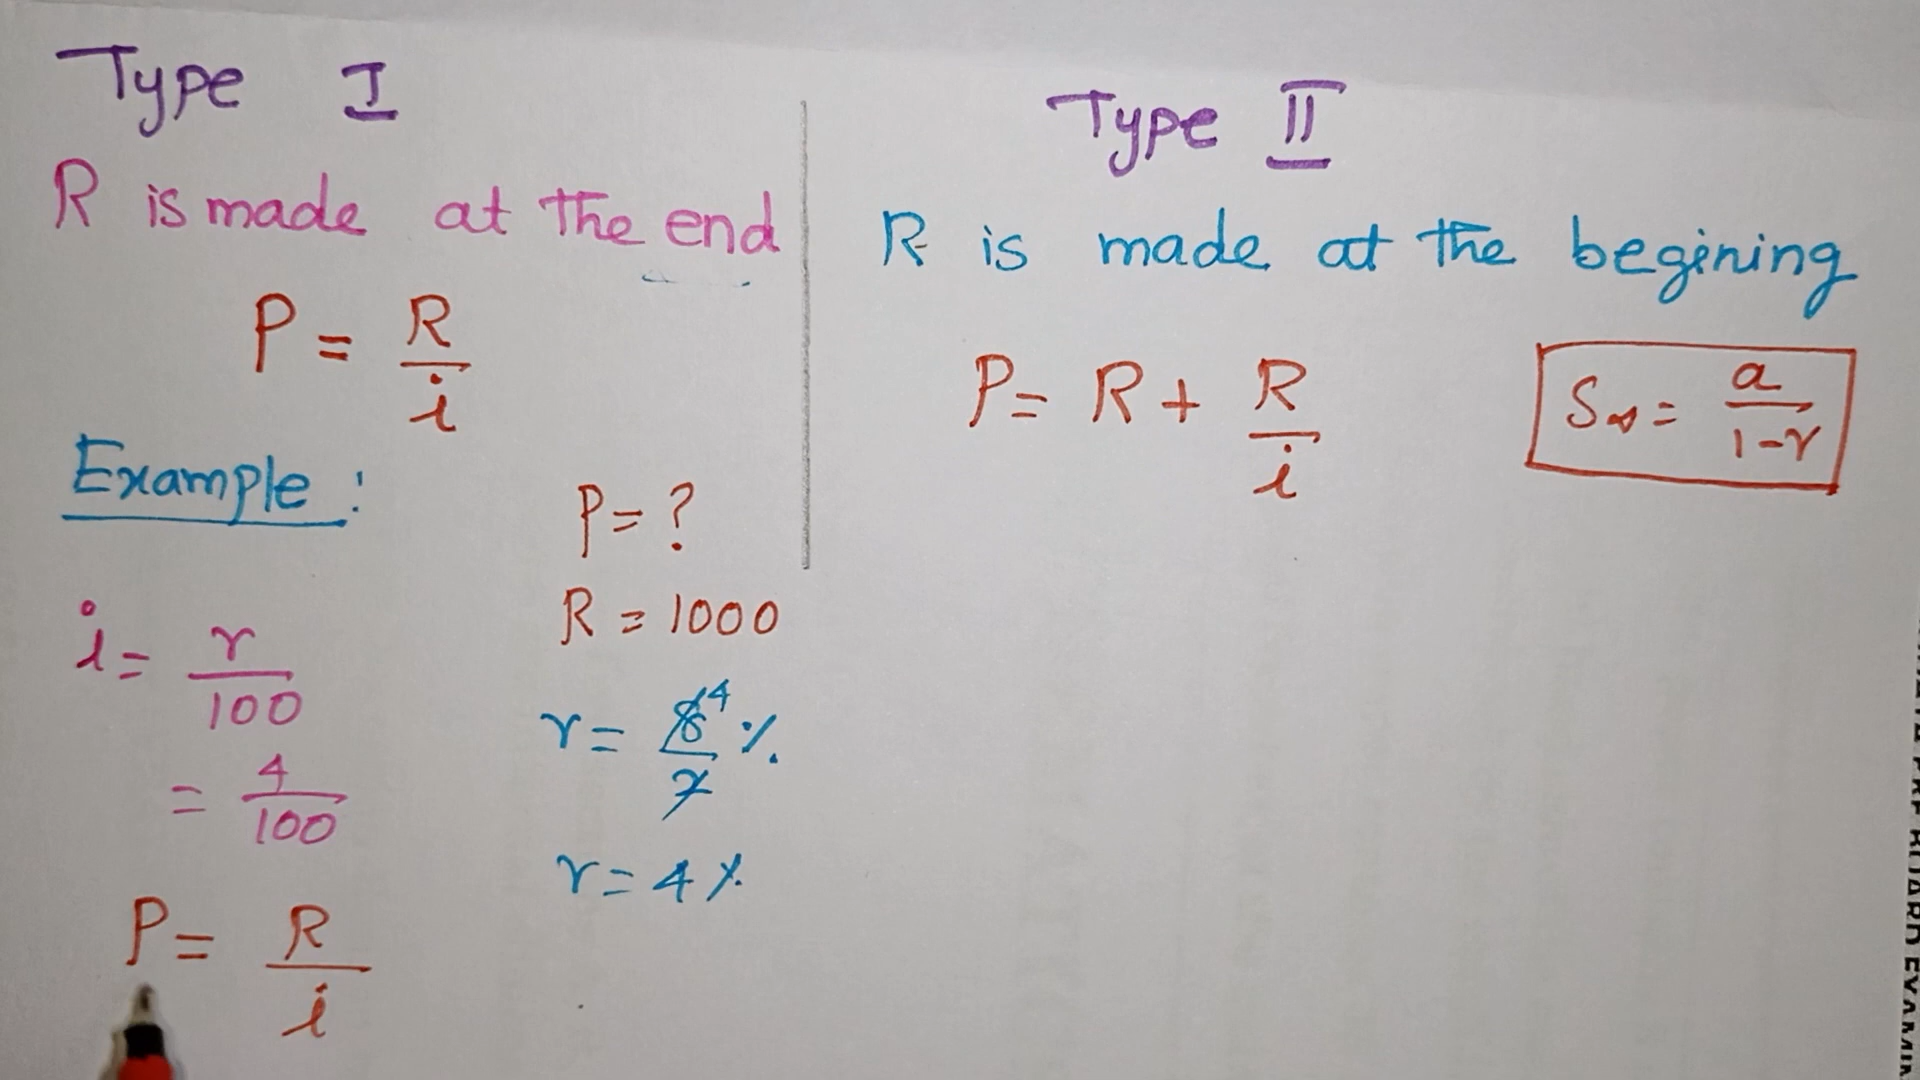 Type I
R is made at the end
P = R/i
Example :
P = ?
R = 1000
i = r/100
r = 8/2 4 %
= 4/100
r = 4 %
P = R/i
Type II
R is made at the begining
P = R + R/i
S∞ = a/1-r